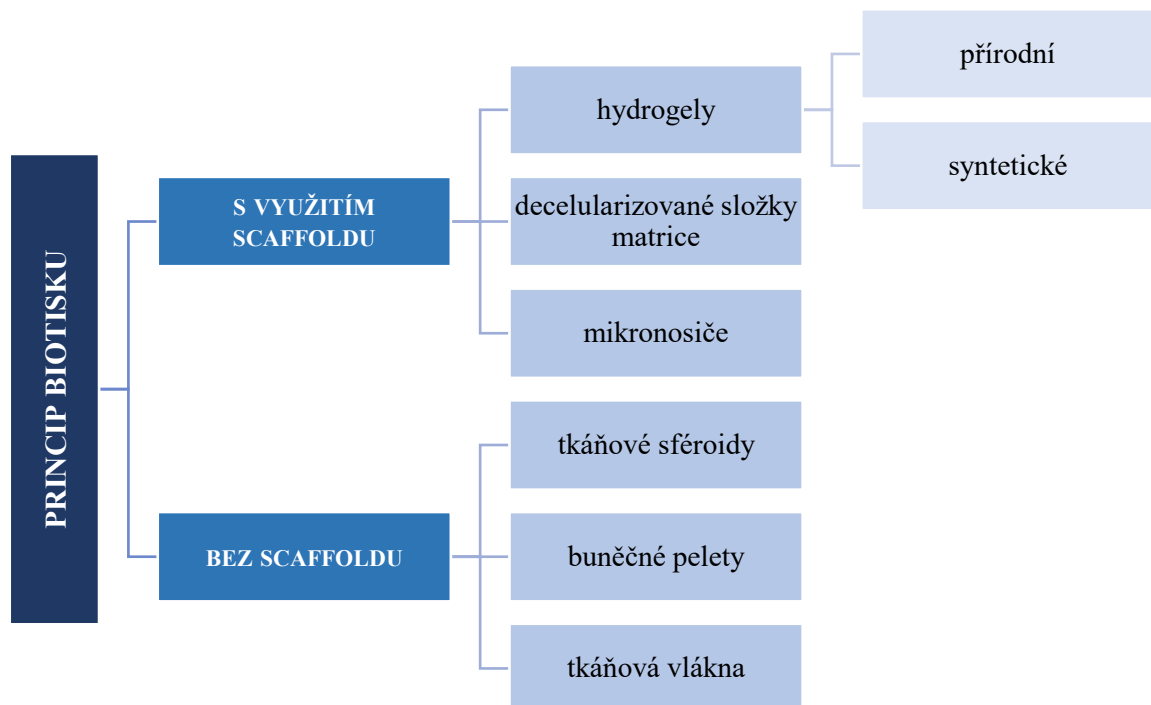 PRINCIP BIOTISKU
S VYUŽITÍM
SCAFFOLDU
hydrogely
přírodní
syntetické
decelularizované složky
matrice
mikronosiče
BEZ SCAFFOLDU
tkáňové sféroidy
buněčné pelety
tkáňová vlákna